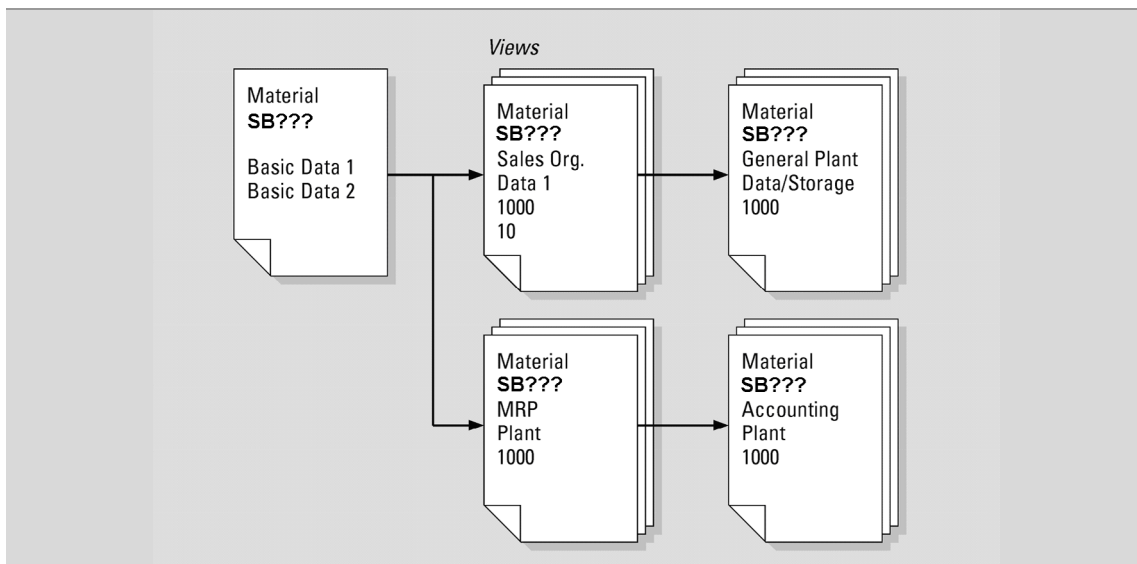 Views
Material
SB???
Basic Data 1
Basic Data 2
Material
SB???
Sales Org.
Data 1
1000
10
Material
SB???
General Plant
Data/Storage
1000
Material
SB???
MRP
Plant
1000
Material
SB???
Accounting
Plant
1000